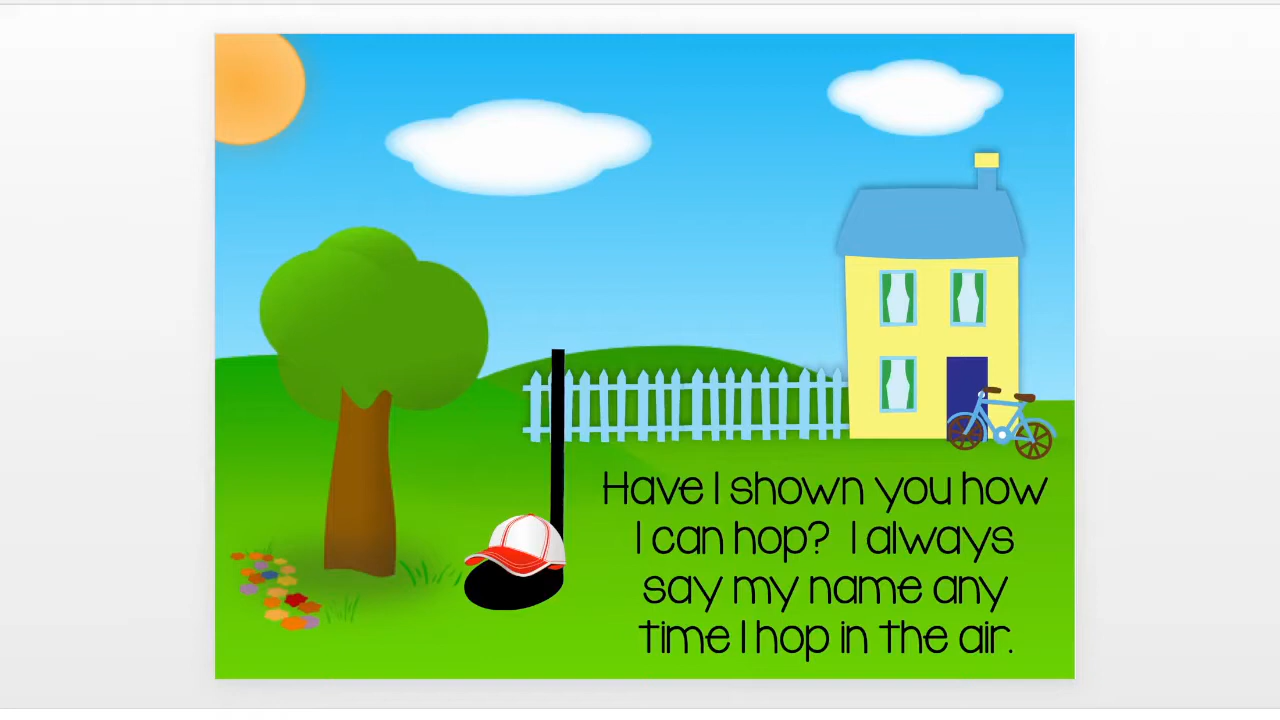 Have I shown you how
I can hop? I always
say my name any
time I hop in the air.